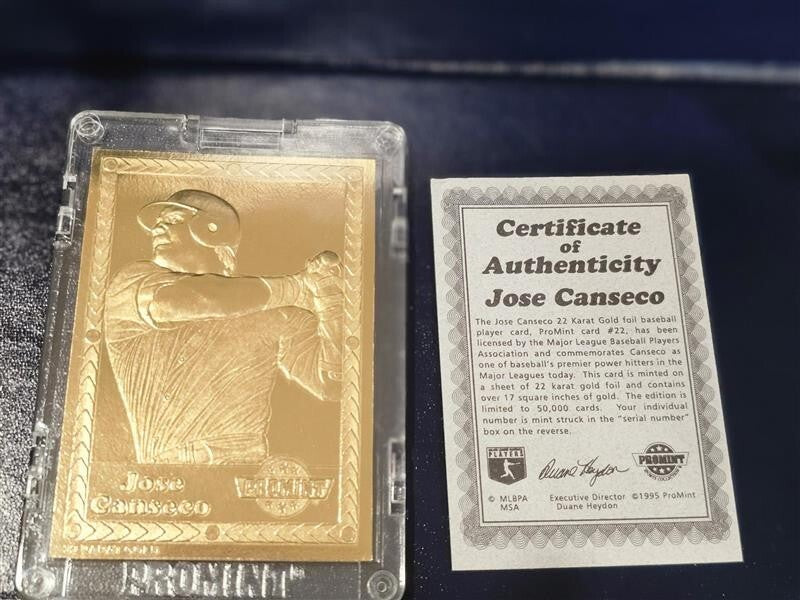 Jose
Canseco
PROMINT
22 KARAT GOLD
PROMINT
Certificate
of
Authenticity
Jose Canseco
The Jose Canseco 22 Karat Gold foil baseball
player card, ProMint card #22, has been
licensed by the Major League Baseball Players
Association and commemorates Canseco as
one of baseball's premier power hitters in the
Major Leagues today. This card is minted on
a sheet of 22 karat gold foil and contains
over 17 square inches of gold. The edition is
limited to 50,000 cards. Your individual
number is mint struck in the "serial number"
box on the reverse.
PLAYERS
Duane Heydon
PROMINT
© MLBPA
MSA
Executive Director
Duane Heydon
©1995 ProMint